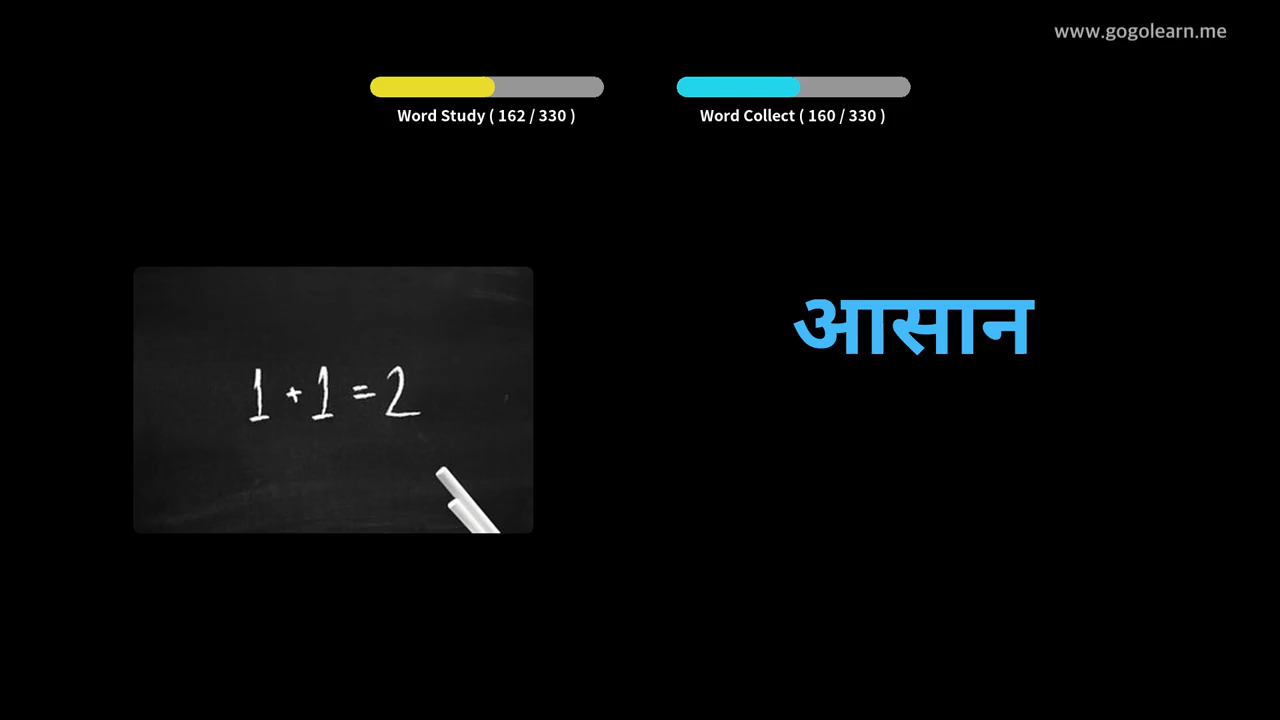 www.gogolearn.me
Word Study ( 162 / 330 )
Word Collect ( 160 / 330 )
1 + 1 = 2
आसान